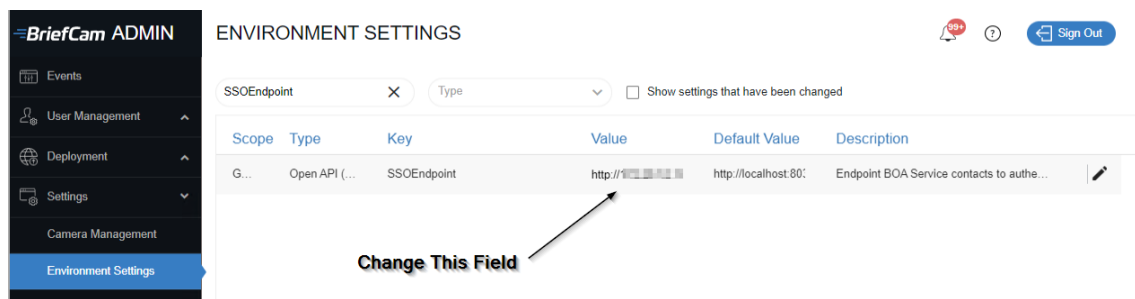 BriefCam ADMIN
ENVIRONMENT SETTINGS
99+
?
Sign Out
Events
User Management
Deployment
Settings
Camera Management
Environment Settings
SSOEndpoint
Type
Show settings that have been changed
Scope Type Key Value Default Value Description
G... Open API (... SSOEndpoint http:// http://localhost:80 Endpoint BOA Service contacts to authe...
Change This Field